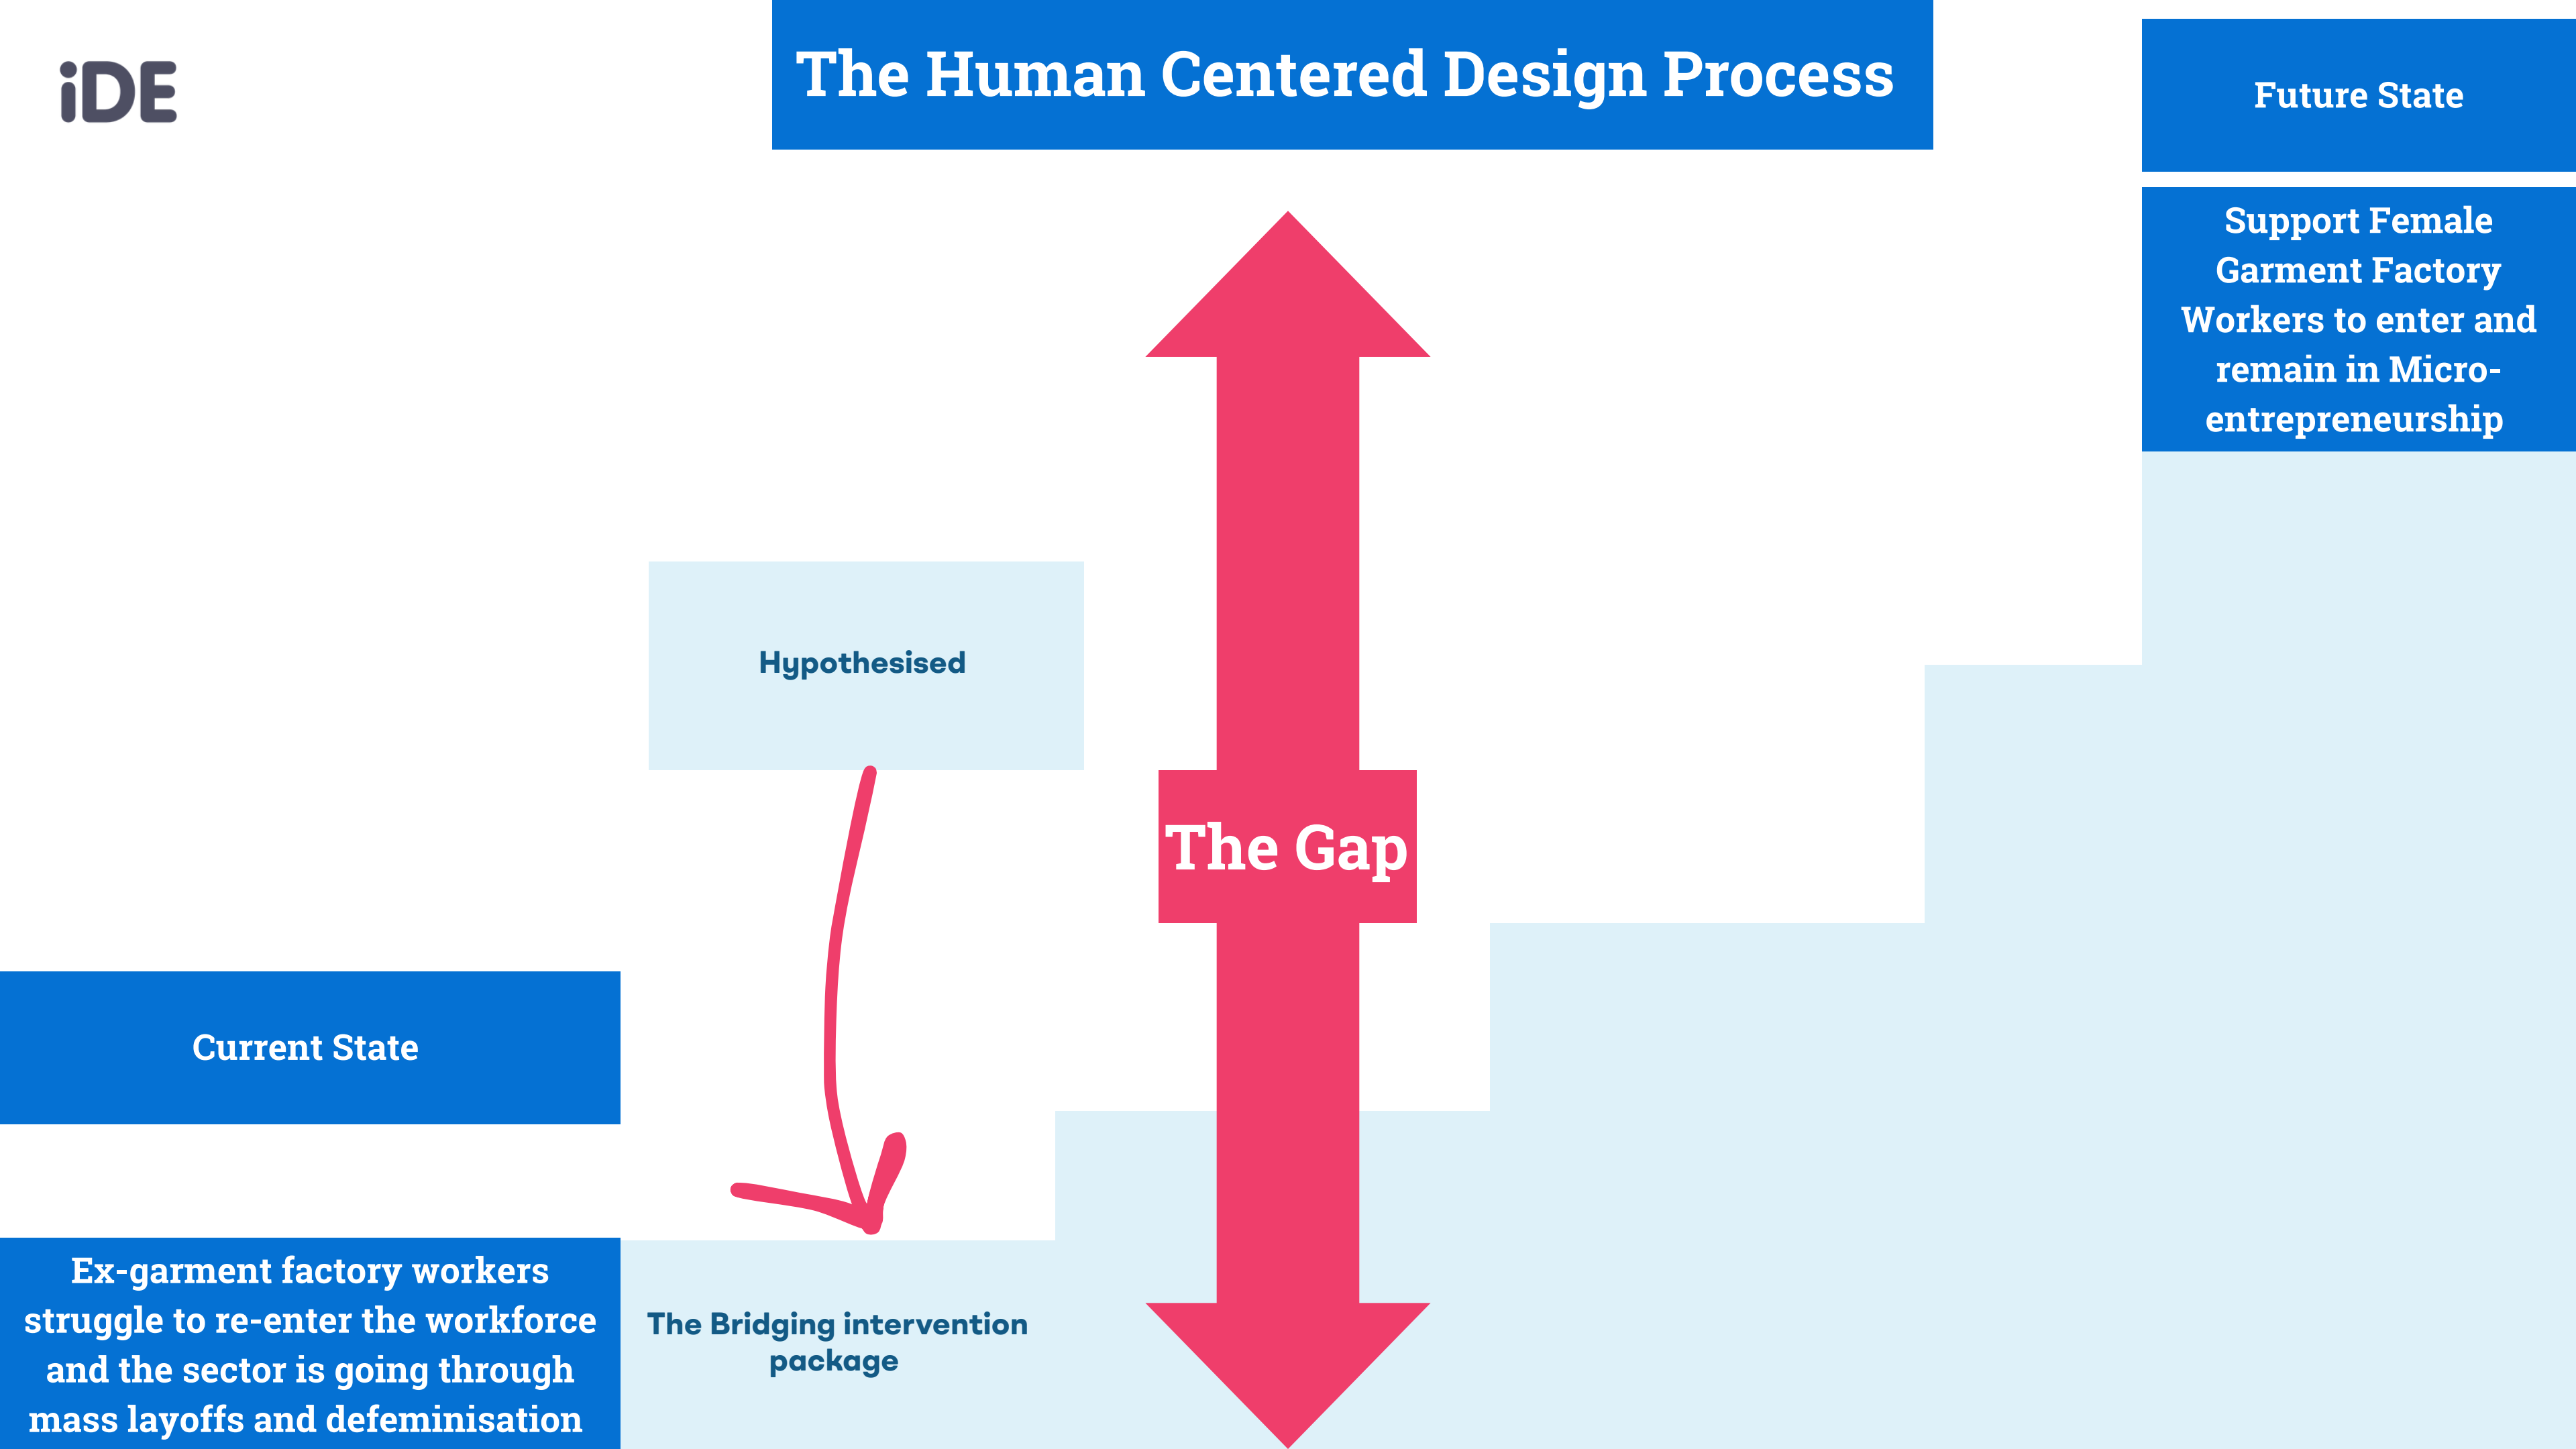 iDE
The Human Centered Design Process
Future State
Support Female
Garment Factory
Workers to enter and
remain in Micro-
entrepreneurship
Hypothesised
The Gap
Current State
Ex-garment factory workers
struggle to re-enter the workforce
and the sector is going through
mass layoffs and defeminisation
The Bridging intervention
package